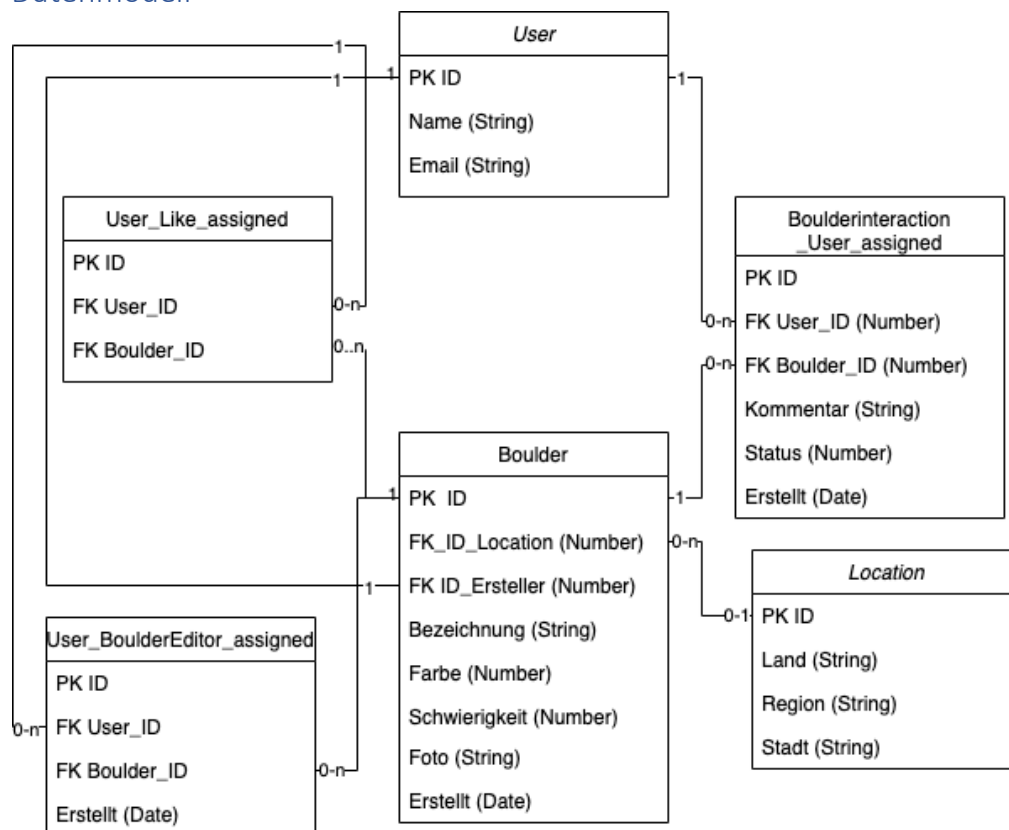 Datenmodell
User
PK ID
Name (String)
Email (String)
1
1
1
1
User_Like_assigned
PK ID
FK User_ID
FK Boulder_ID
0-n
0..n
Boulderinteraction
_User_assigned
PK ID
FK User_ID (Number)
FK Boulder_ID (Number)
Kommentar (String)
Status (Number)
Erstellt (Date)
0-n
0-n
Boulder
PK ID
FK_ID_Location (Number)
FK ID_Ersteller (Number)
Bezeichnung (String)
Farbe (Number)
Schwierigkeit (Number)
Foto (String)
Erstellt (Date)
1
1
0-n
1
Location
PK ID
Land (String)
Region (String)
Stadt (String)
0-1
User_BoulderEditor_assigned
PK ID
FK User_ID
FK Boulder_ID
Erstellt (Date)
0-n
0-n